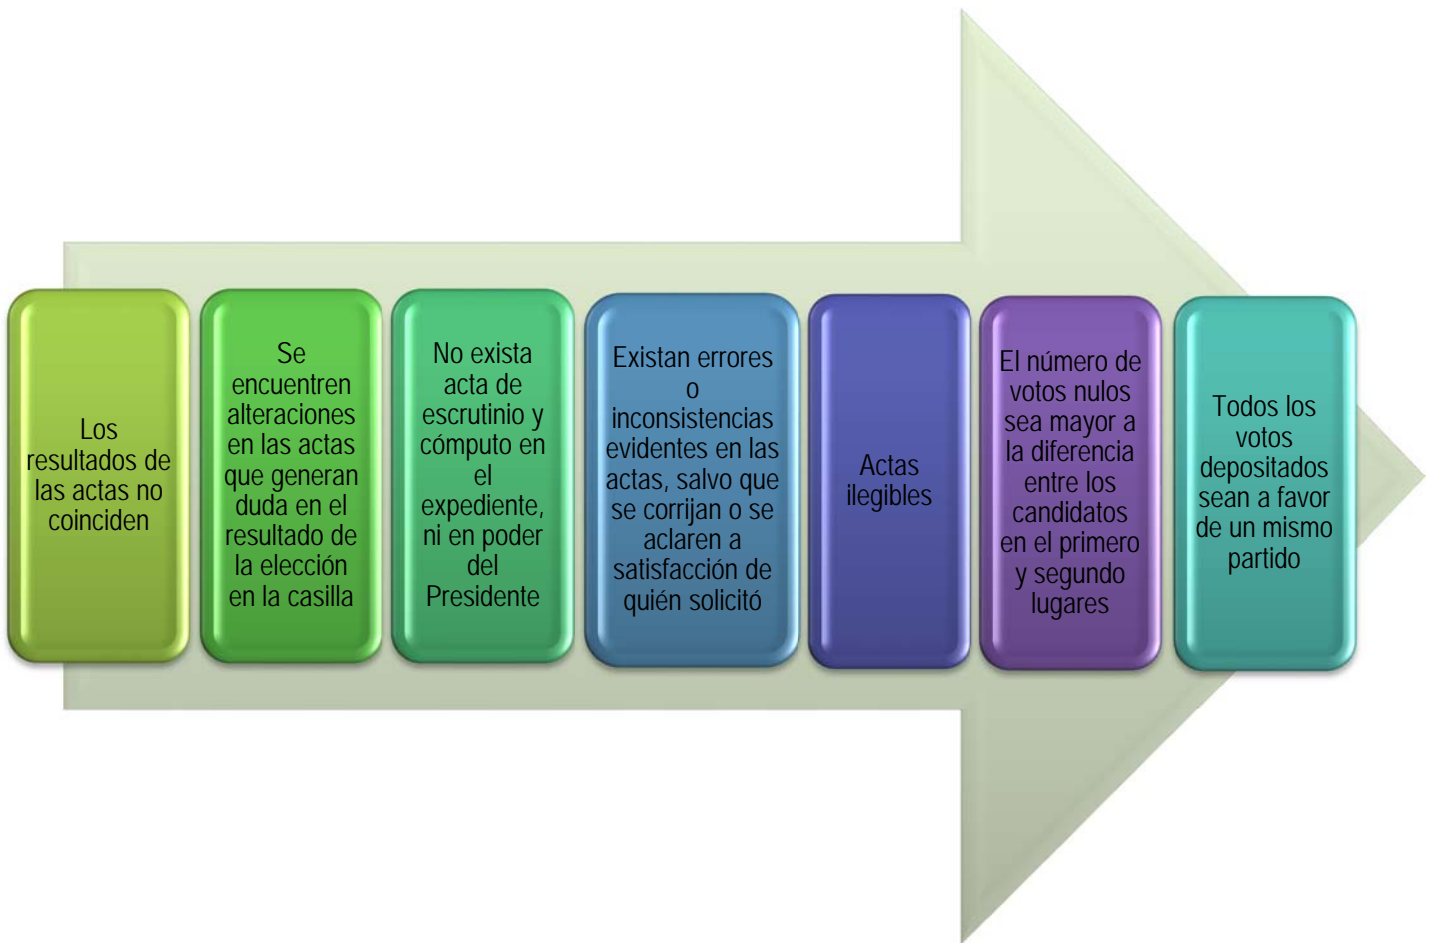 Los
resultados de
las actas no
coinciden
Se
encuentren
alteraciones
en las actas
que generan
duda en el
resultado de
la elección
en la casilla
No exista
acta de
escrutinio y
cómputo en
el
expediente,
ni en poder
del
Presidente
Existan errores
o
inconsistencias
evidentes en las
actas, salvo que
se corrijan o se
aclaren a
satisfacción de
quién solicitó
Actas
ilegibles
El número de
votos nulos
sea mayor a
la diferencia
entre los
candidatos
en el primero
y segundo
lugares
Todos los
votos
depositados
sean a favor
de un mismo
partido